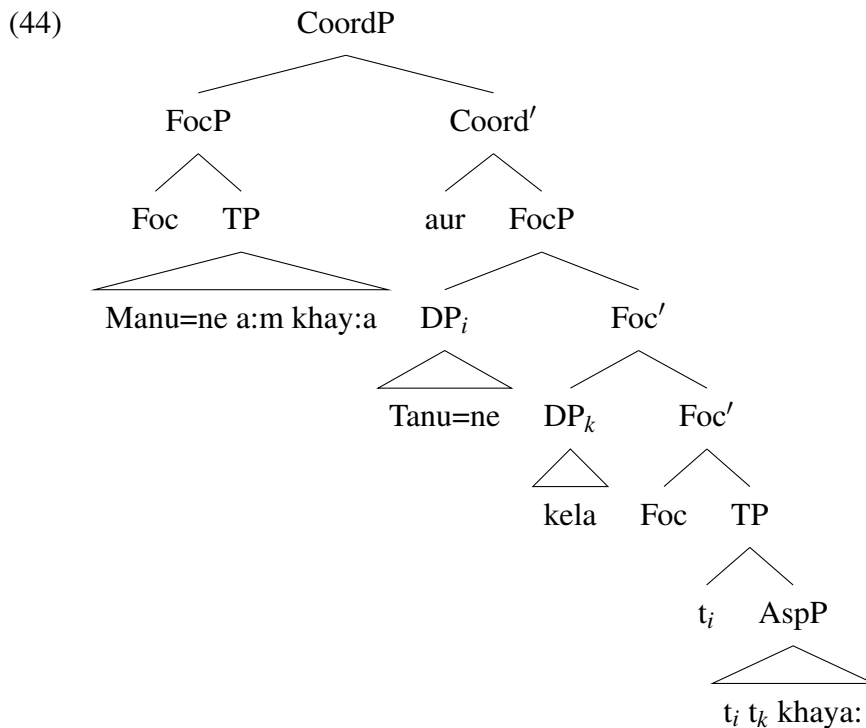 (44) CoordP
FocP Coord′
Foc TP aur FocP
Manu=ne a:m khay:a DPᵢ Foc′
Tanu=ne DPₖ Foc′
kela Foc TP
tᵢ AspP
tᵢ tₖ khaya: